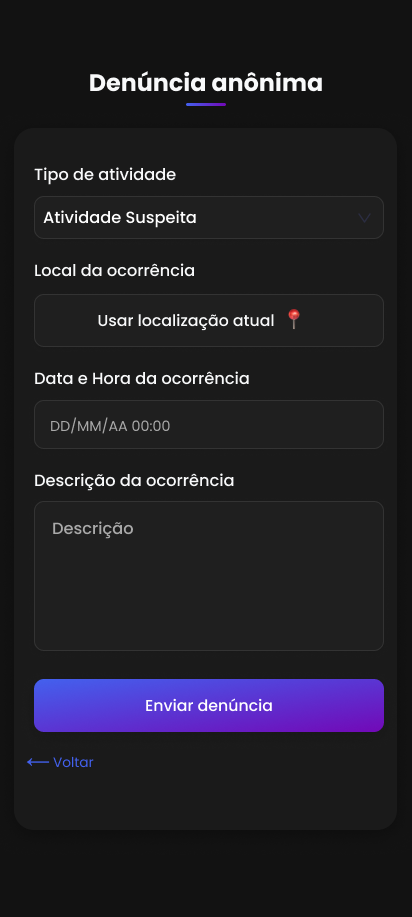 Denúncia anônima
Tipo de atividade
Atividade Suspeita
Local da ocorrência
Usar localização atual 📍
Data e Hora da ocorrência
DD/MM/AA 00:00
Descrição da ocorrência
Descrição
Enviar denúncia
⟵ Voltar